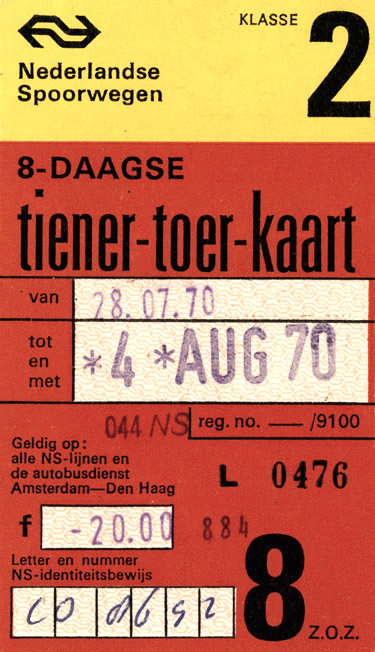 KLASSE 2
Nederlandse
Spoorwegen
8-DAAGSE
tiener-toer-kaart
van 28.07.70
tot
en
met
*4 *AUG 70
044 NS
reg. no. — /9100
Geldig op:
alle NS-lijnen en
de autobusdienst
Amsterdam—Den Haag
L 0476
f -20.00 884
Letter en nummer
NS-identiteitsbewijs
8
z.o.z.